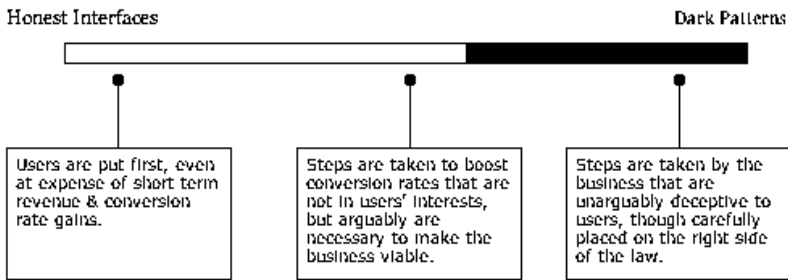 Honest Interfaces
Dark Patterns
Users are put first, even
at expense of short term
revenue & conversion
rate gains.
Steps are taken to boost
conversion rates that are
not in users' interests,
but arguably are
necessary to make the
business viable.
Steps are taken by the
business that are
unarguably deceptive to
users, though carefully
placed on the right side
of the law.